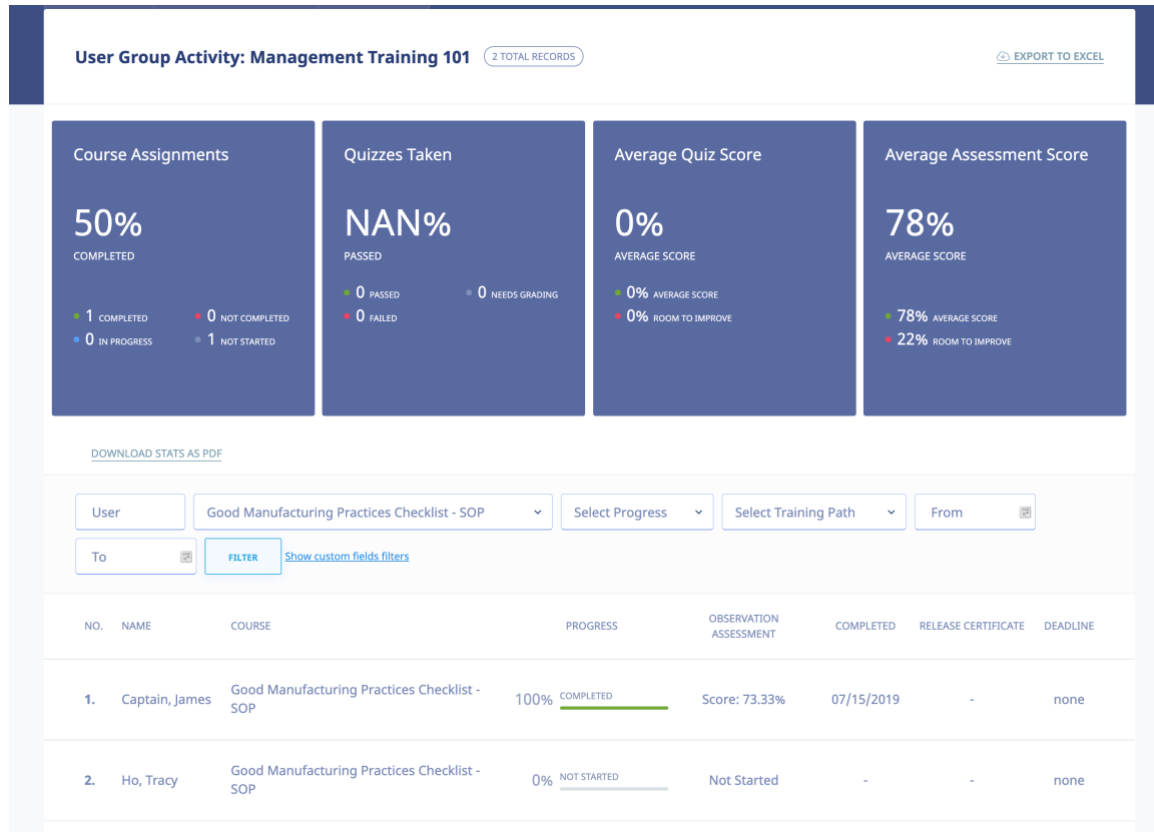 User Group Activity: Management Training 101 2 TOTAL RECORDS EXPORT TO EXCEL
Course Assignments
50%
COMPLETED
1 COMPLETED 0 NOT COMPLETED
0 IN PROGRESS 1 NOT STARTED
Quizzes Taken
NAN%
PASSED
0 PASSED 0 NEEDS GRADING
0 FAILED
Average Quiz Score
0%
AVERAGE SCORE
0% AVERAGE SCORE
0% ROOM TO IMPROVE
Average Assessment Score
78%
AVERAGE SCORE
78% AVERAGE SCORE
22% ROOM TO IMPROVE
DOWNLOAD STATS AS PDF
User Good Manufacturing Practices Checklist - SOP Select Progress Select Training Path From
To FILTER Show custom fields filters
NO. NAME COURSE PROGRESS OBSERVATION ASSESSMENT COMPLETED RELEASE CERTIFICATE DEADLINE
1. Captain, James Good Manufacturing Practices Checklist - SOP 100% COMPLETED Score: 73.33% 07/15/2019 - none
2. Ho, Tracy Good Manufacturing Practices Checklist - SOP 0% NOT STARTED Not Started - - none